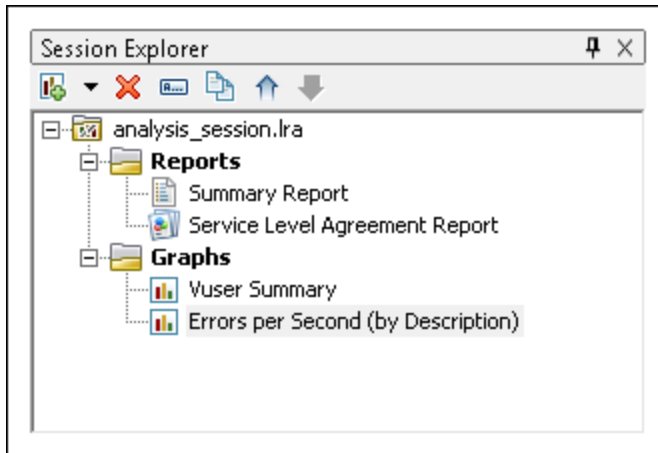 Session Explorer
analysis_session.lra
Reports
Summary Report
Service Level Agreement Report
Graphs
Vuser Summary
Errors per Second (by Description)